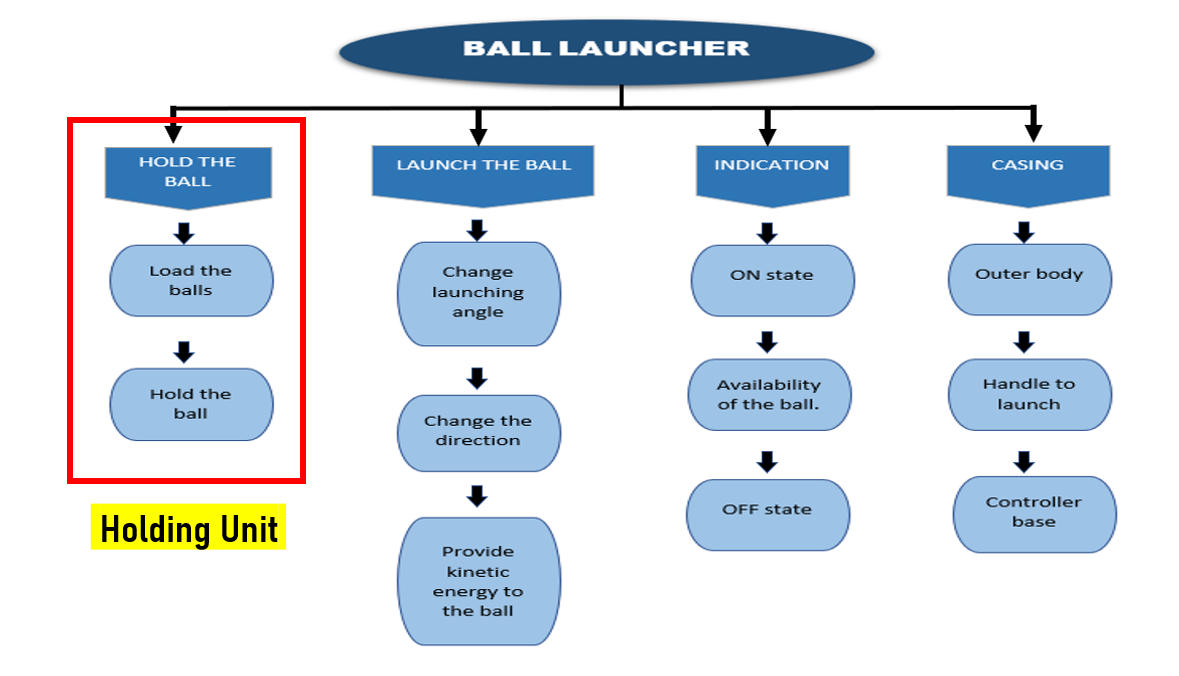 BALL LAUNCHER
HOLD THE
BALL
Load the
balls
Hold the
ball
Holding Unit
LAUNCH THE BALL
Change
launching
angle
Change the
direction
Provide
kinetic
energy to
the ball
INDICATION
ON state
Availability
of the ball.
OFF state
CASING
Outer body
Handle to
launch
Controller
base